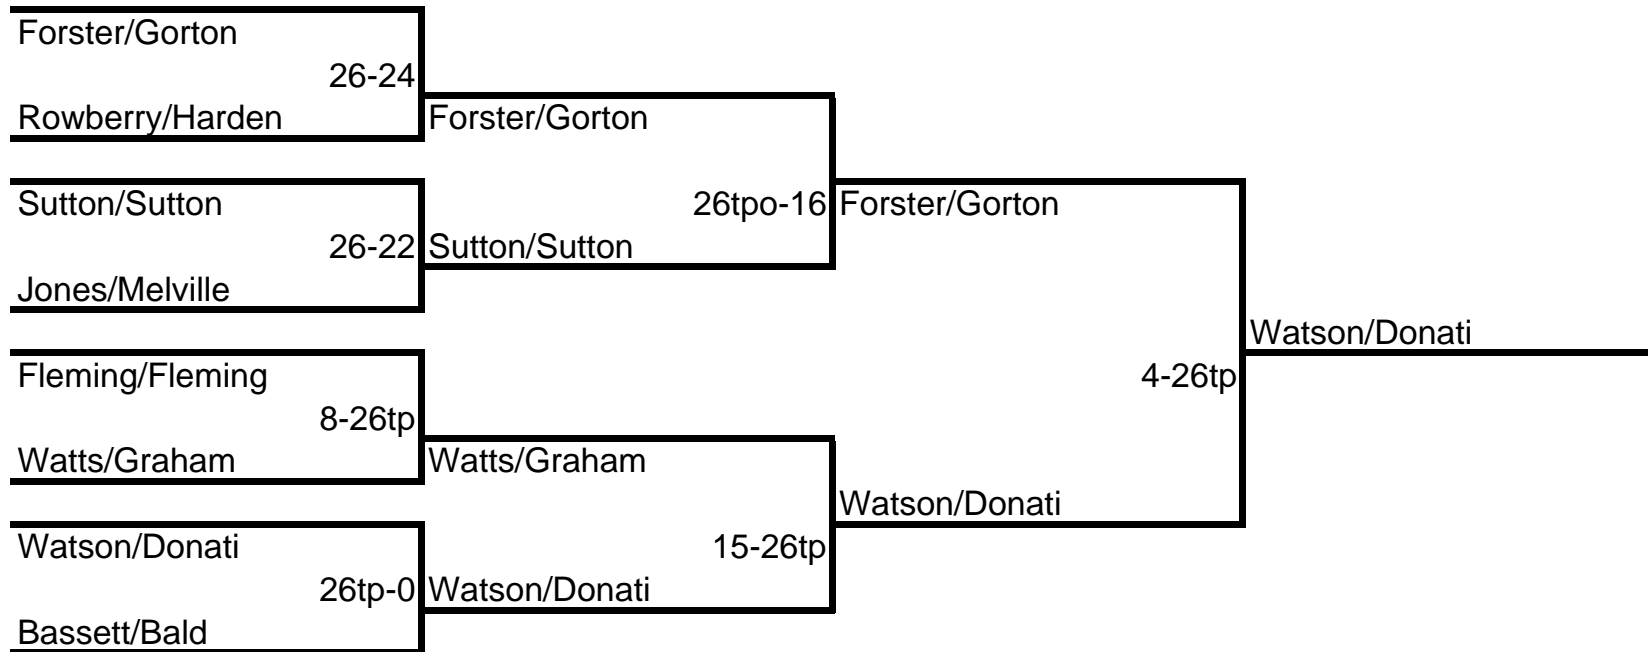 Forster/Gorton
26-24
Rowberry/Harden
Forster/Gorton
Sutton/Sutton
26-22
Jones/Melville
Sutton/Sutton
26tpo-16
Forster/Gorton
Fleming/Fleming
8-26tp
Watts/Graham
Watts/Graham
Watson/Donati
26tp-0
Bassett/Bald
Watson/Donati
15-26tp
Watson/Donati
4-26tp
Watson/Donati